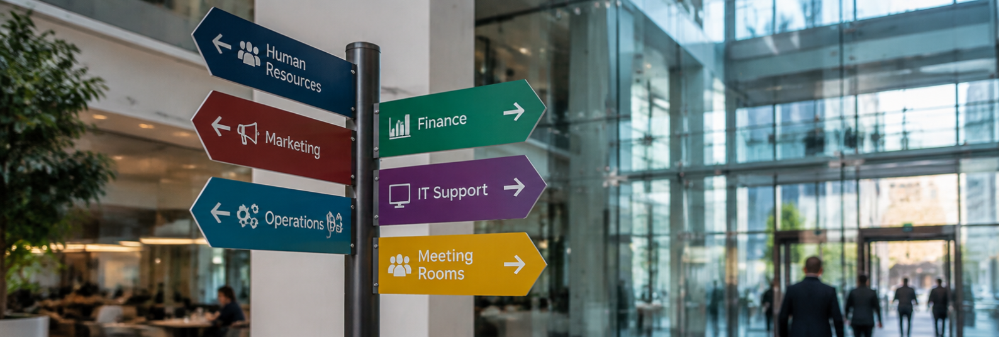 Human
Resources
Marketing
Operations
Finance
IT Support
Meeting
Rooms